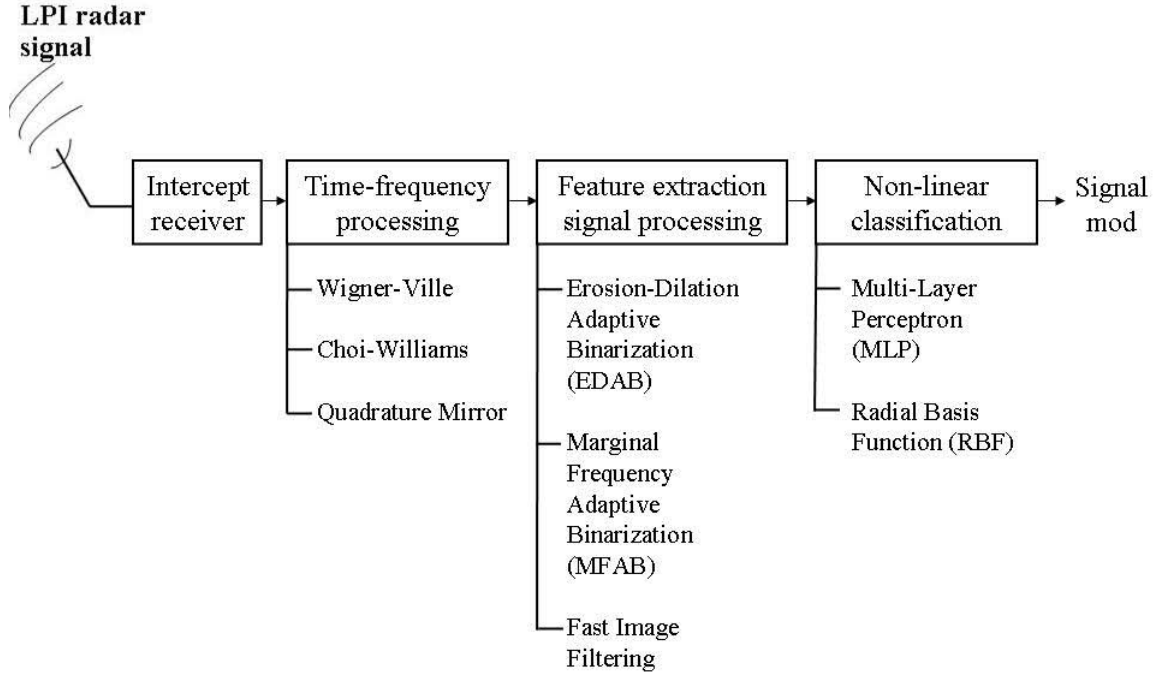 LPI radar
signal
Intercept
receiver
Time-frequency
processing
Feature extraction
signal processing
Non-linear
classification
Signal
mod
Wigner-Ville
Choi-Williams
Quadrature Mirror
Erosion-Dilation
Adaptive
Binarization
(EDAB)
Marginal
Frequency
Adaptive
Binarization
(MFAB)
Fast Image
Filtering
Multi-Layer
Perceptron
(MLP)
Radial Basis
Function (RBF)